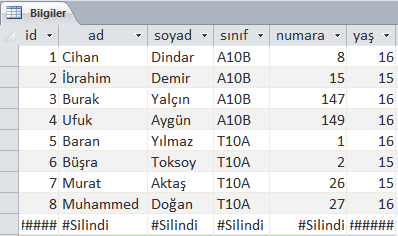 Bilgiler
id ad soyad sınıf numara yaş
1 Cihan Dindar A10B 8 16
2 İbrahim Demir A10B 15 15
3 Burak Yalçın A10B 147 16
4 Ufuk Aygün A10B 149 16
5 Baran Yılmaz T10A 1 16
6 Büşra Toksoy T10A 2 15
7 Murat Aktaş T10A 26 15
8 Muhammed Doğan T10A 27 16
##### #Silindi #Silindi #Silindi #Silindi ######